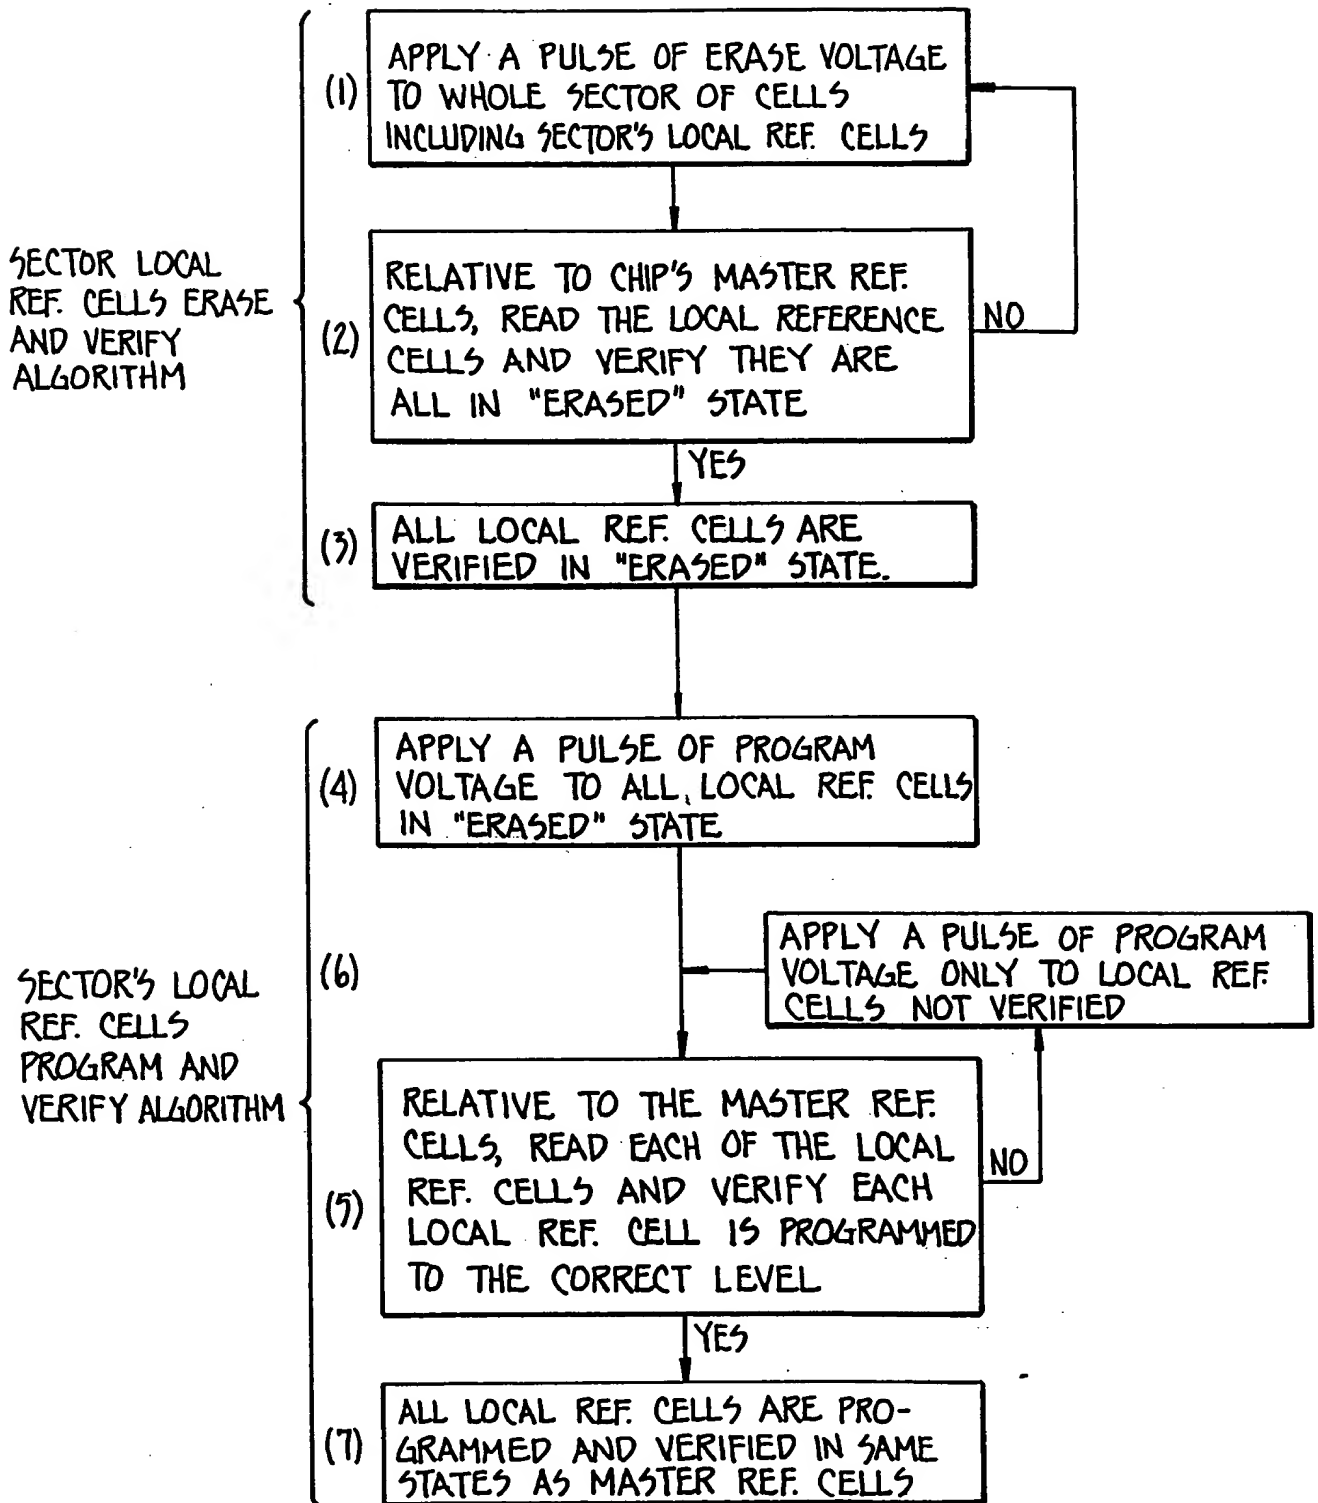 (1)
APPLY A PULSE OF ERASE VOLTAGE
TO WHOLE SECTOR OF CELLS
INCLUDING SECTOR'S LOCAL REF. CELLS
SECTOR LOCAL
REF. CELLS ERASE
AND VERIFY
ALGORITHM
(2)
RELATIVE TO CHIP'S MASTER REF.
CELLS, READ THE LOCAL REFERENCE
CELLS AND VERIFY THEY ARE
ALL IN "ERASED" STATE
NO
YES
(3)
ALL LOCAL REF. CELLS ARE
VERIFIED IN "ERASED" STATE.
(4)
APPLY A PULSE OF PROGRAM
VOLTAGE TO ALL LOCAL REF. CELLS
IN "ERASED" STATE
(6)
APPLY A PULSE OF PROGRAM
VOLTAGE ONLY TO LOCAL REF.
CELLS NOT VERIFIED
SECTOR'S LOCAL
REF. CELLS
PROGRAM AND
VERIFY ALGORITHM
(5)
RELATIVE TO THE MASTER REF.
CELLS, READ EACH OF THE LOCAL
REF. CELLS AND VERIFY EACH
LOCAL REF. CELL IS PROGRAMMED
TO THE CORRECT LEVEL
NO
YES
(7)
ALL LOCAL REF. CELLS ARE PRO-
GRAMMED AND VERIFIED IN SAME
STATES AS MASTER REF. CELLS